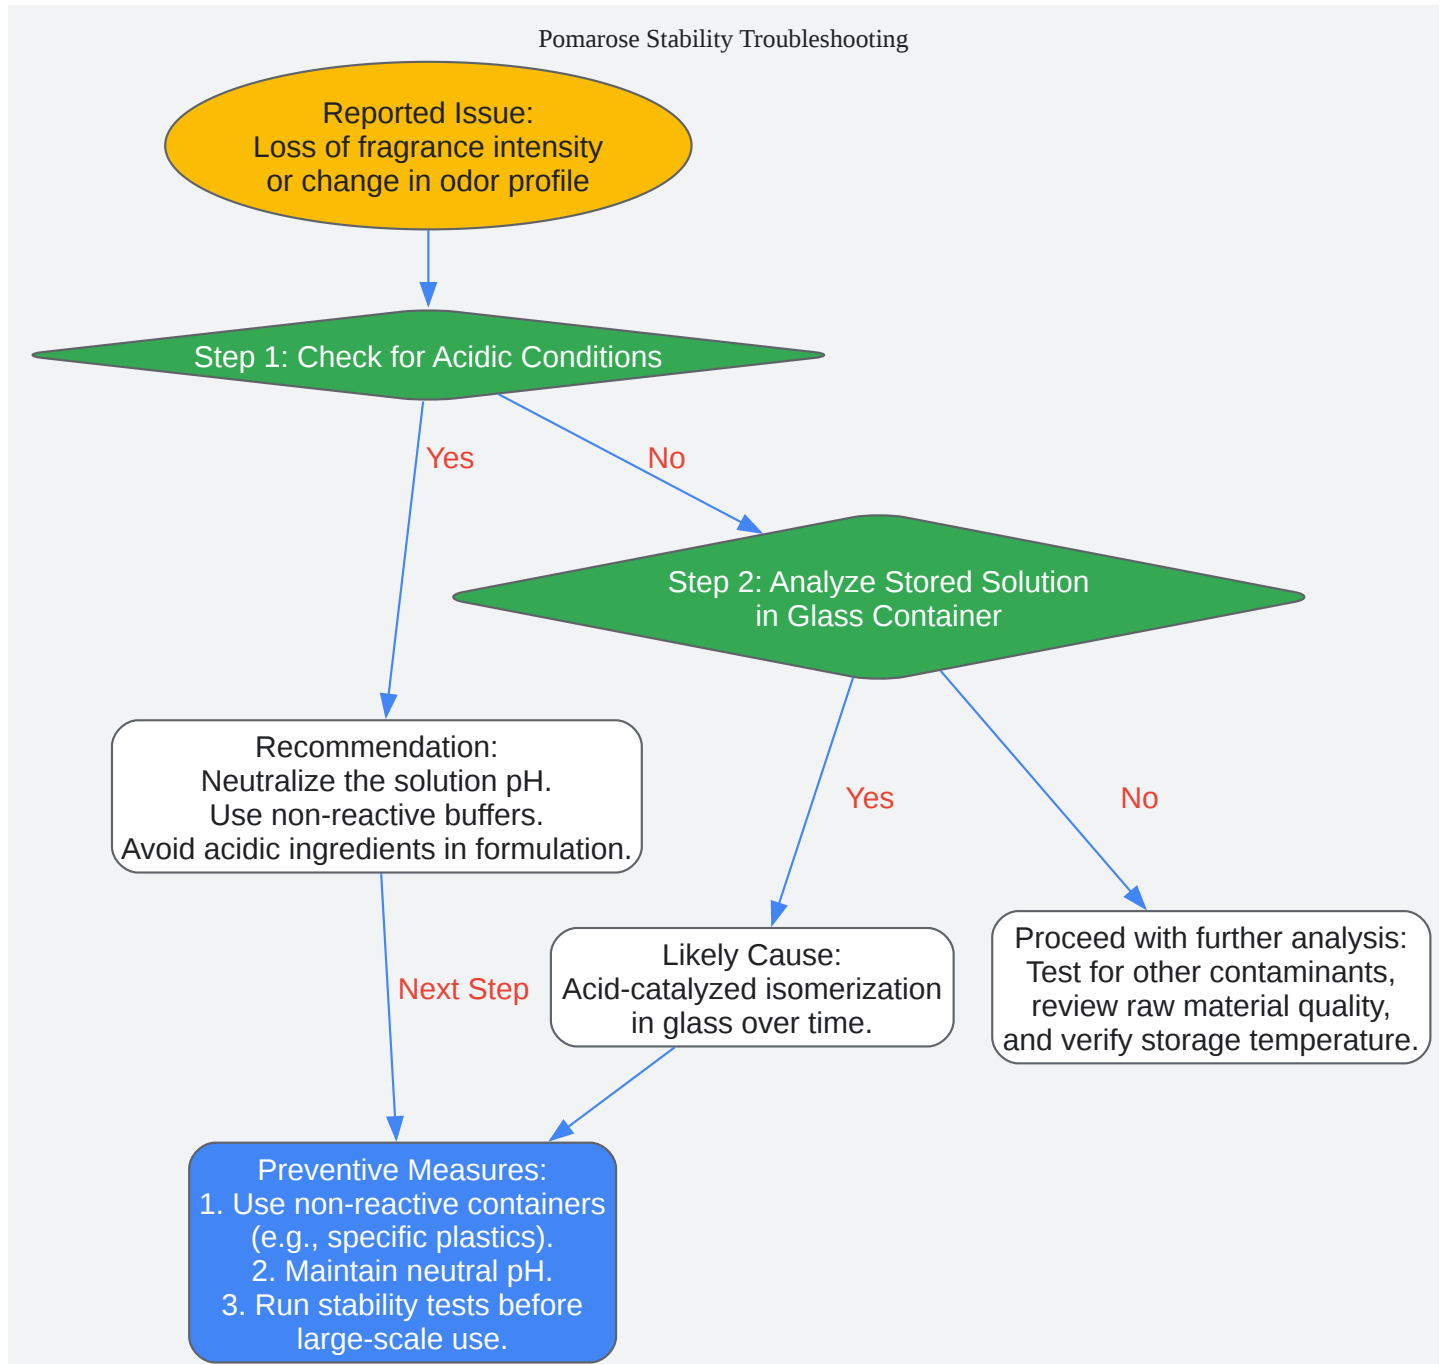 Pomarose Stability Troubleshooting
Reported Issue:
Loss of fragrance intensity
or change in odor profile
Step 1: Check for Acidic Conditions
Yes
No
Step 2: Analyze Stored Solution
in Glass Container
Recommendation:
Neutralize the solution pH.
Use non-reactive buffers.
Avoid acidic ingredients in formulation.
Yes
No
Likely Cause:
Acid-catalyzed isomerization
in glass over time.
Proceed with further analysis:
Test for other contaminants,
review raw material quality,
and verify storage temperature.
Next Step
Preventive Measures:
1. Use non-reactive containers
(e.g., specific plastics).
2. Maintain neutral pH.
3. Run stability tests before
large-scale use.